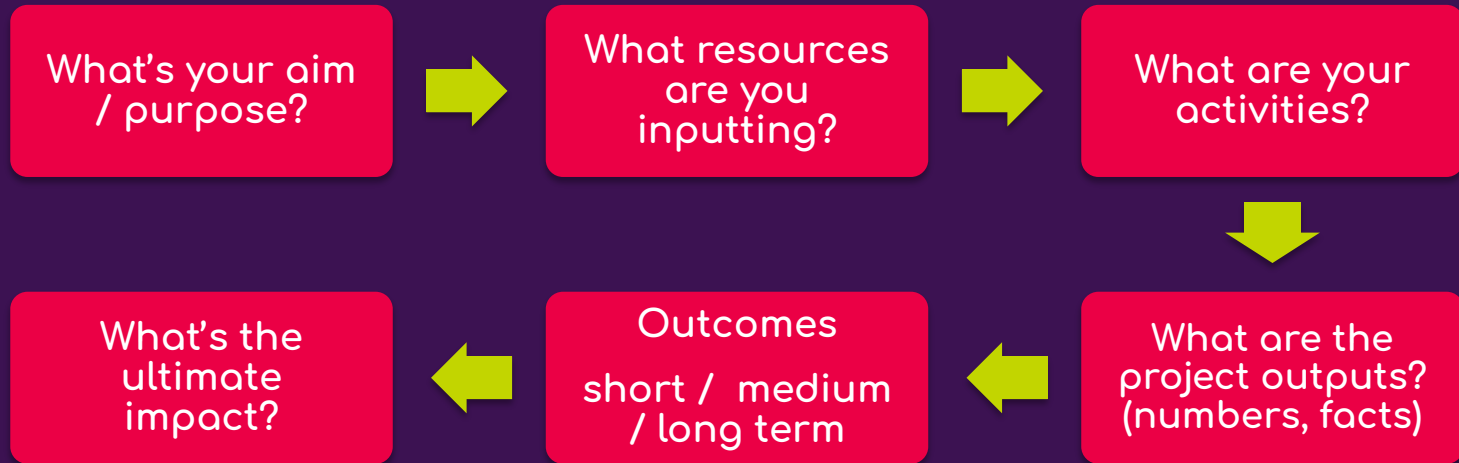 What's your aim
/ purpose?
What resources
are you
inputting?
What are your
activities?
What are the
project outputs?
(numbers, facts)
Outcomes
short /  medium
/ long term
What's the
ultimate
impact?